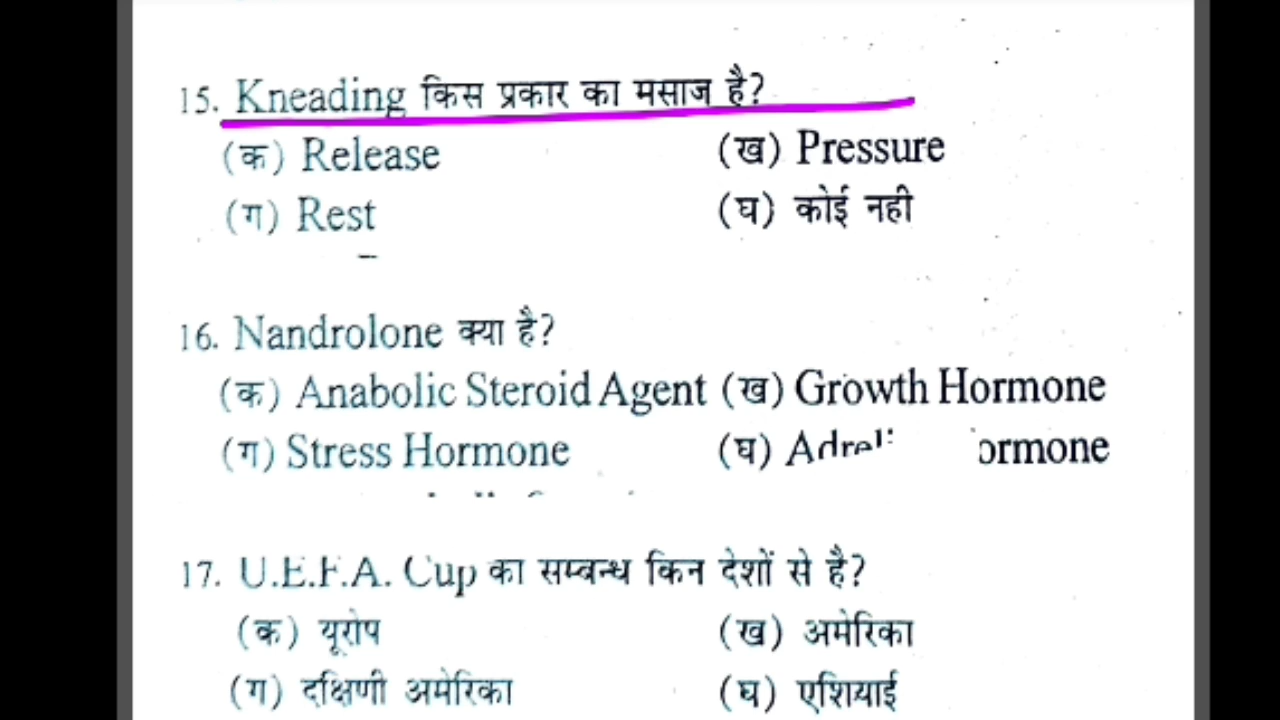 15. Kneading किस प्रकार का मसाज है?
(क) Release (ख) Pressure
(ग) Rest (घ) कोई नही
16. Nandrolone क्या है?
(क) Anabolic Steroid Agent (ख) Growth Hormone
(ग) Stress Hormone (घ)
17. U.E.F.A. Cup का सम्बन्ध किन देशों से है?
(क) यूरोप (ख) अमेरिका
(ग) दक्षिणी अमेरिका (घ) एशियाई